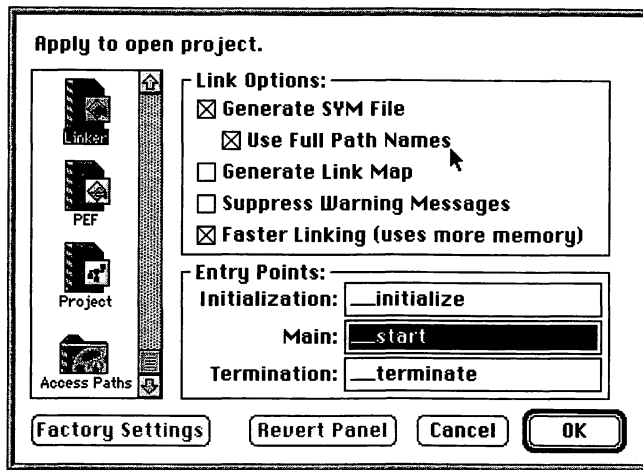 Apply to open project.
Linker
PEF
Project
Access Paths
Link Options:
Generate SYM File
Use Full Path Names
Generate Link Map
Suppress Warning Messages
Faster Linking (uses more memory)
Entry Points:
Initialization: __initialize
Main: __start
Termination: __terminate
Factory Settings Revert Panel Cancel OK